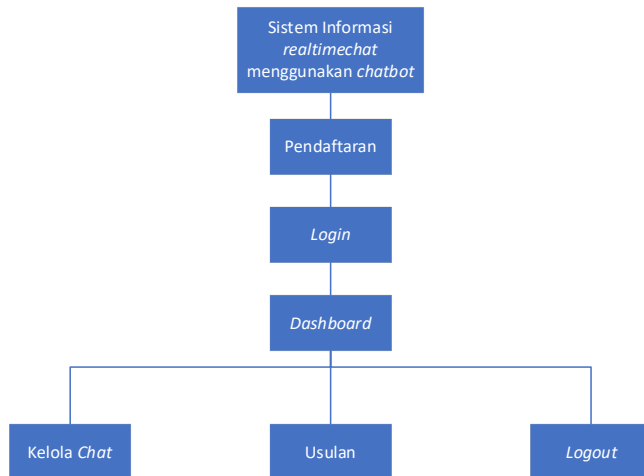 Sistem Informasi
realtimechat
menggunakan chatbot
Pendaftaran
Login
Dashboard
Kelola Chat
Usulan
Logout